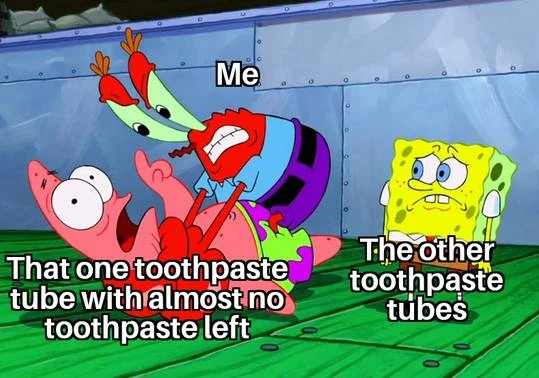 Me
That one toothpaste
tube with almost no
toothpaste left
The other
toothpaste
tubes